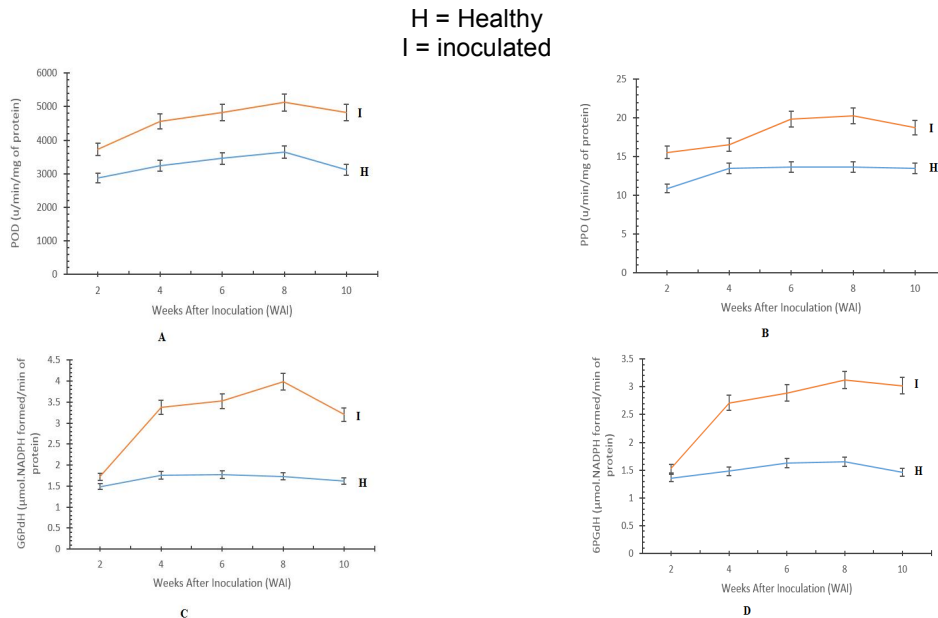 H = Healthy
I = inoculated
POD (u/min/mg of protein)
6000
5000
4000
3000
2000
1000
0
I
H
2 4 6 8 10
Weeks After Inoculation (WAI)
A
PPO (u/min/mg of protein)
25
20
15
10
5
0
I
H
2 4 6 8 10
Weeks After Inoculation (WAI)
B
G6PdH (µmol.NADPH formed/min of
protein)
4.5
4
3.5
3
2.5
2
1.5
1
0.5
0
I
H
2 4 6 8 10
Weeks After Inoculation (WAI)
C
6PGdH (µmol.NADPH formed/min of
protein)
3.5
3
2.5
2
1.5
1
0.5
0
I
H
2 4 6 8 10
Weeks After Inoculation (WAI)
D